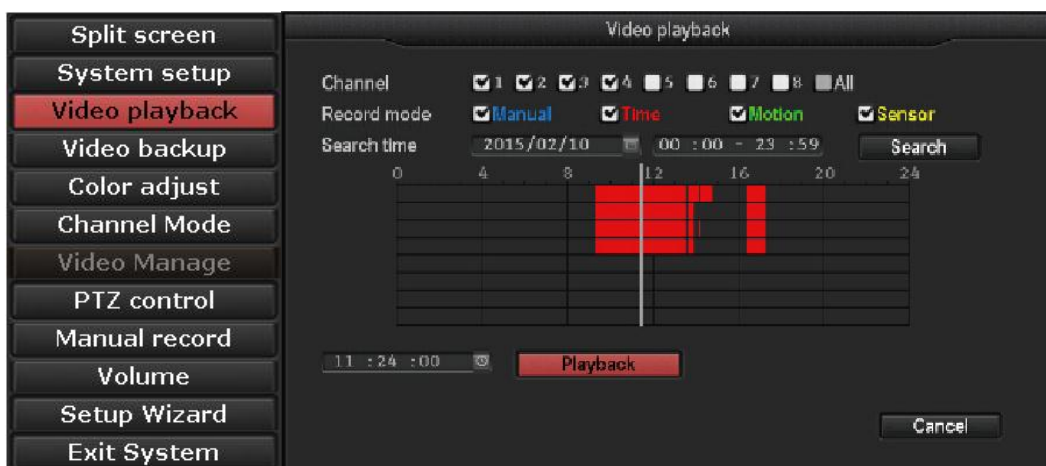 Split screen
System setup
Video playback
Video backup
Color adjust
Channel Mode
Video Manage
PTZ control
Manual record
Volume
Setup Wizard
Exit System
Video playback
Channel 1 2 3 4 5 6 7 8 All
Record mode Manual Time Motion Sensor
Search time 2015/02/10 00 :00 - 23 :59 Search
0 4 8 12 16 20 24
11 :24 :00 Playback
Cancel